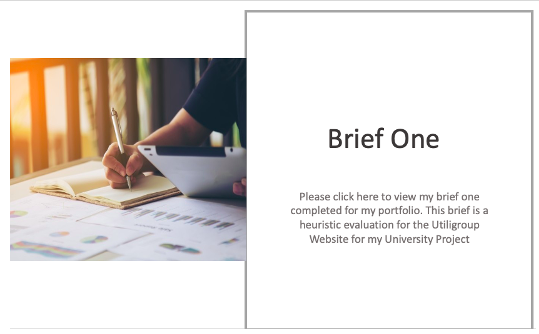 Brief One
Please click here to view my brief one
completed for my portfolio. This brief is a
heuristic evaluation for the Utiligroup
Website for my University Project